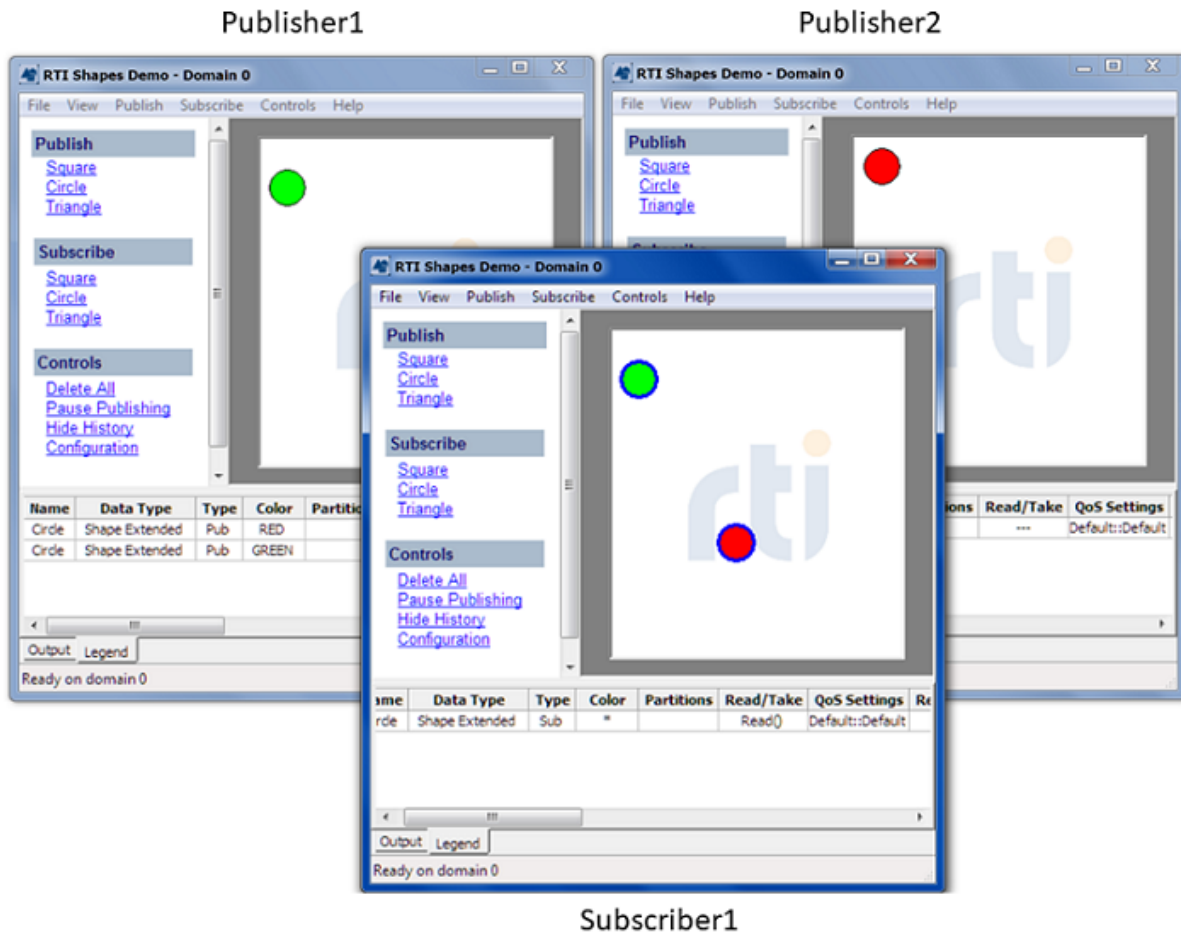 Publisher1
RTI Shapes Demo - Domain 0
File View Publish Subscribe Controls Help
Publish
Square
Circle
Triangle
Subscribe
Square
Circle
Triangle
Controls
Delete All
Pause Publishing
Hide History
Configuration
Name Data Type Type Color
Circle Shape Extended Pub RED
Circle Shape Extended Pub GREEN
Output Legend
Ready on domain 0
Publisher2
RTI Shapes Demo - Domain 0
File View Publish Subscribe Controls Help
Publish
Square
Circle
Triangle
rti
Read/Take QoS Settings
--- Default::Default
RTI Shapes Demo - Domain 0
File View Publish Subscribe Controls Help
Publish
Square
Circle
Triangle
Subscribe
Square
Circle
Triangle
Controls
Delete All
Pause Publishing
Hide History
Configuration
rti
Data Type Type Color Partitions Read/Take QoS Settings
Shape Extended Sub * Read() Default::Default
Output Legend
Ready on domain 0
Subscriber1